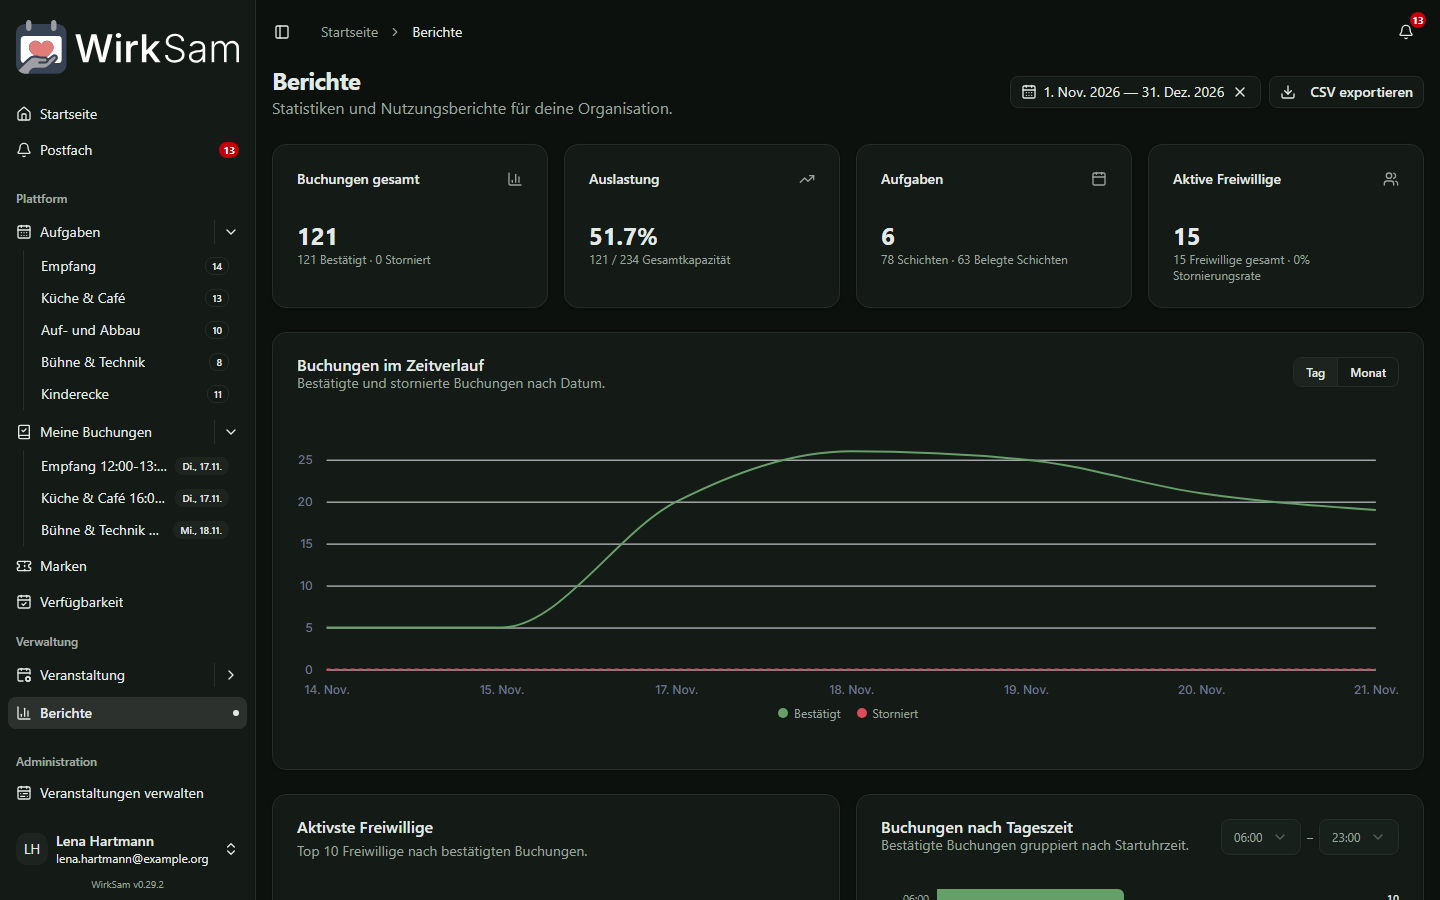 WirkSam
Startseite
Postfach
13
Plattform
Aufgaben
Empfang
14
Küche & Café
13
Auf- und Abbau
10
Bühne & Technik
8
Kinderecke
11
Meine Buchungen
Empfang 12:00-13:...
Di., 17.11.
Küche & Café 16:0...
Di., 17.11.
Bühne & Technik ...
Mi., 18.11.
Marken
Verfügbarkeit
Verwaltung
Veranstaltung
Berichte
Administration
Veranstaltungen verwalten
LH
Lena Hartmann
lena.hartmann@example.org
WirkSam v0.29.2
Startseite
Berichte
13
Berichte
Statistiken und Nutzungsberichte für deine Organisation.
1. Nov. 2026 — 31. Dez. 2026
CSV exportieren
Buchungen gesamt
121
121 Bestätigt · 0 Storniert
Auslastung
51.7%
121 / 234 Gesamtkapazität
Aufgaben
6
78 Schichten · 63 Belegte Schichten
Aktive Freiwillige
15
15 Freiwillige gesamt · 0%
Stornierungsrate
Buchungen im Zeitverlauf
Bestätigte und stornierte Buchungen nach Datum.
Tag
Monat
25
20
15
10
5
0
14. Nov.
15. Nov.
17. Nov.
18. Nov.
19. Nov.
20. Nov.
21. Nov.
Bestätigt
Storniert
Aktivste Freiwillige
Top 10 Freiwillige nach bestätigten Buchungen.
Buchungen nach Tageszeit
Bestätigte Buchungen gruppiert nach Startuhrzeit.
06:00
–
23:00
06:00
10